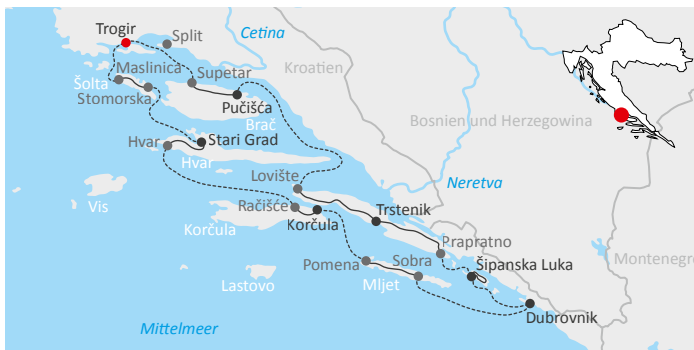 Trogir
Split
Cetina
Kroatien
Maslinica
Supetar
Šolta
Stomorska
Pučišća
Brač
Bosnien und Herzegowina
Hvar
Stari Grad
Hvar
Neretva
Lovište
Vis
Račišće
Trstenik
Korčula
Korčula
Prapratno
Montenegro
Pomena
Sobra
Šipanska Luka
Lastovo
Mljet
Dubrovnik
Mittelmeer